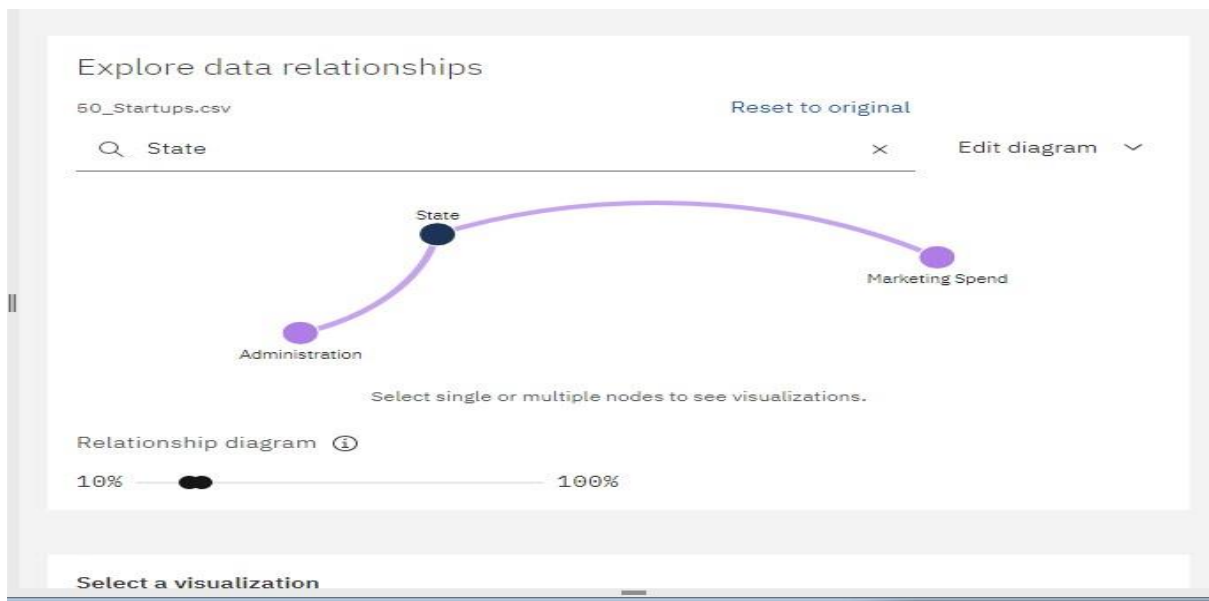 Explore data relationships
50_Startups.csv
Reset to original
State
Edit diagram
State
Marketing Spend
Administration
Select single or multiple nodes to see visualizations.
Relationship diagram
10%
100%
Select a visualization